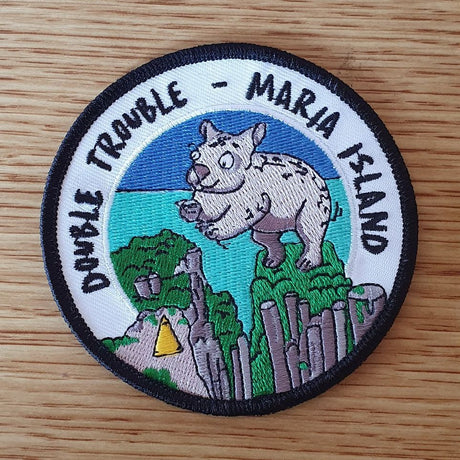 DOUBLE TROUBLE - MARIA ISLAND